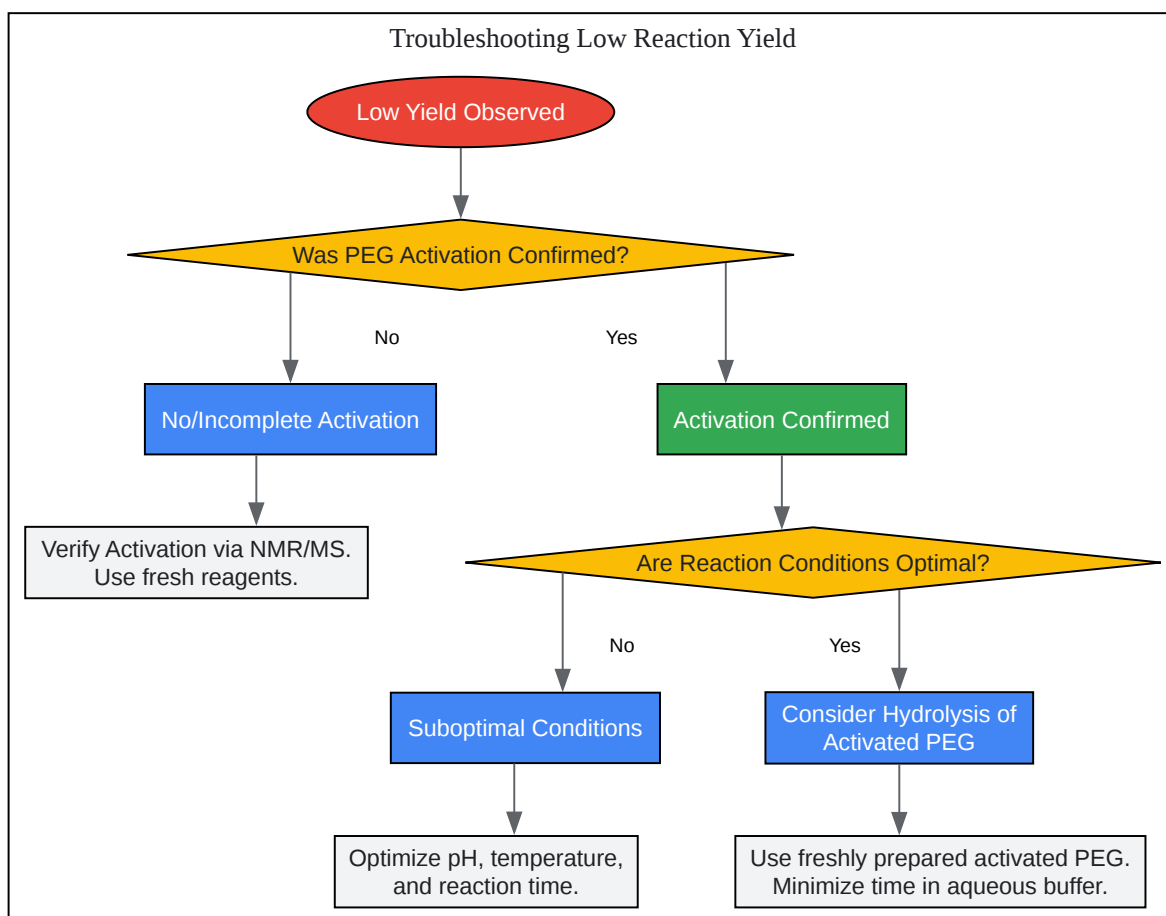 Troubleshooting Low Reaction Yield
Low Yield Observed
Was PEG Activation Confirmed?
No
Yes
No/Incomplete Activation
Activation Confirmed
Verify Activation via NMR/MS.
Use fresh reagents.
Are Reaction Conditions Optimal?
No
Yes
Suboptimal Conditions
Consider Hydrolysis of
Activated PEG
Optimize pH, temperature,
and reaction time.
Use freshly prepared activated PEG.
Minimize time in aqueous buffer.